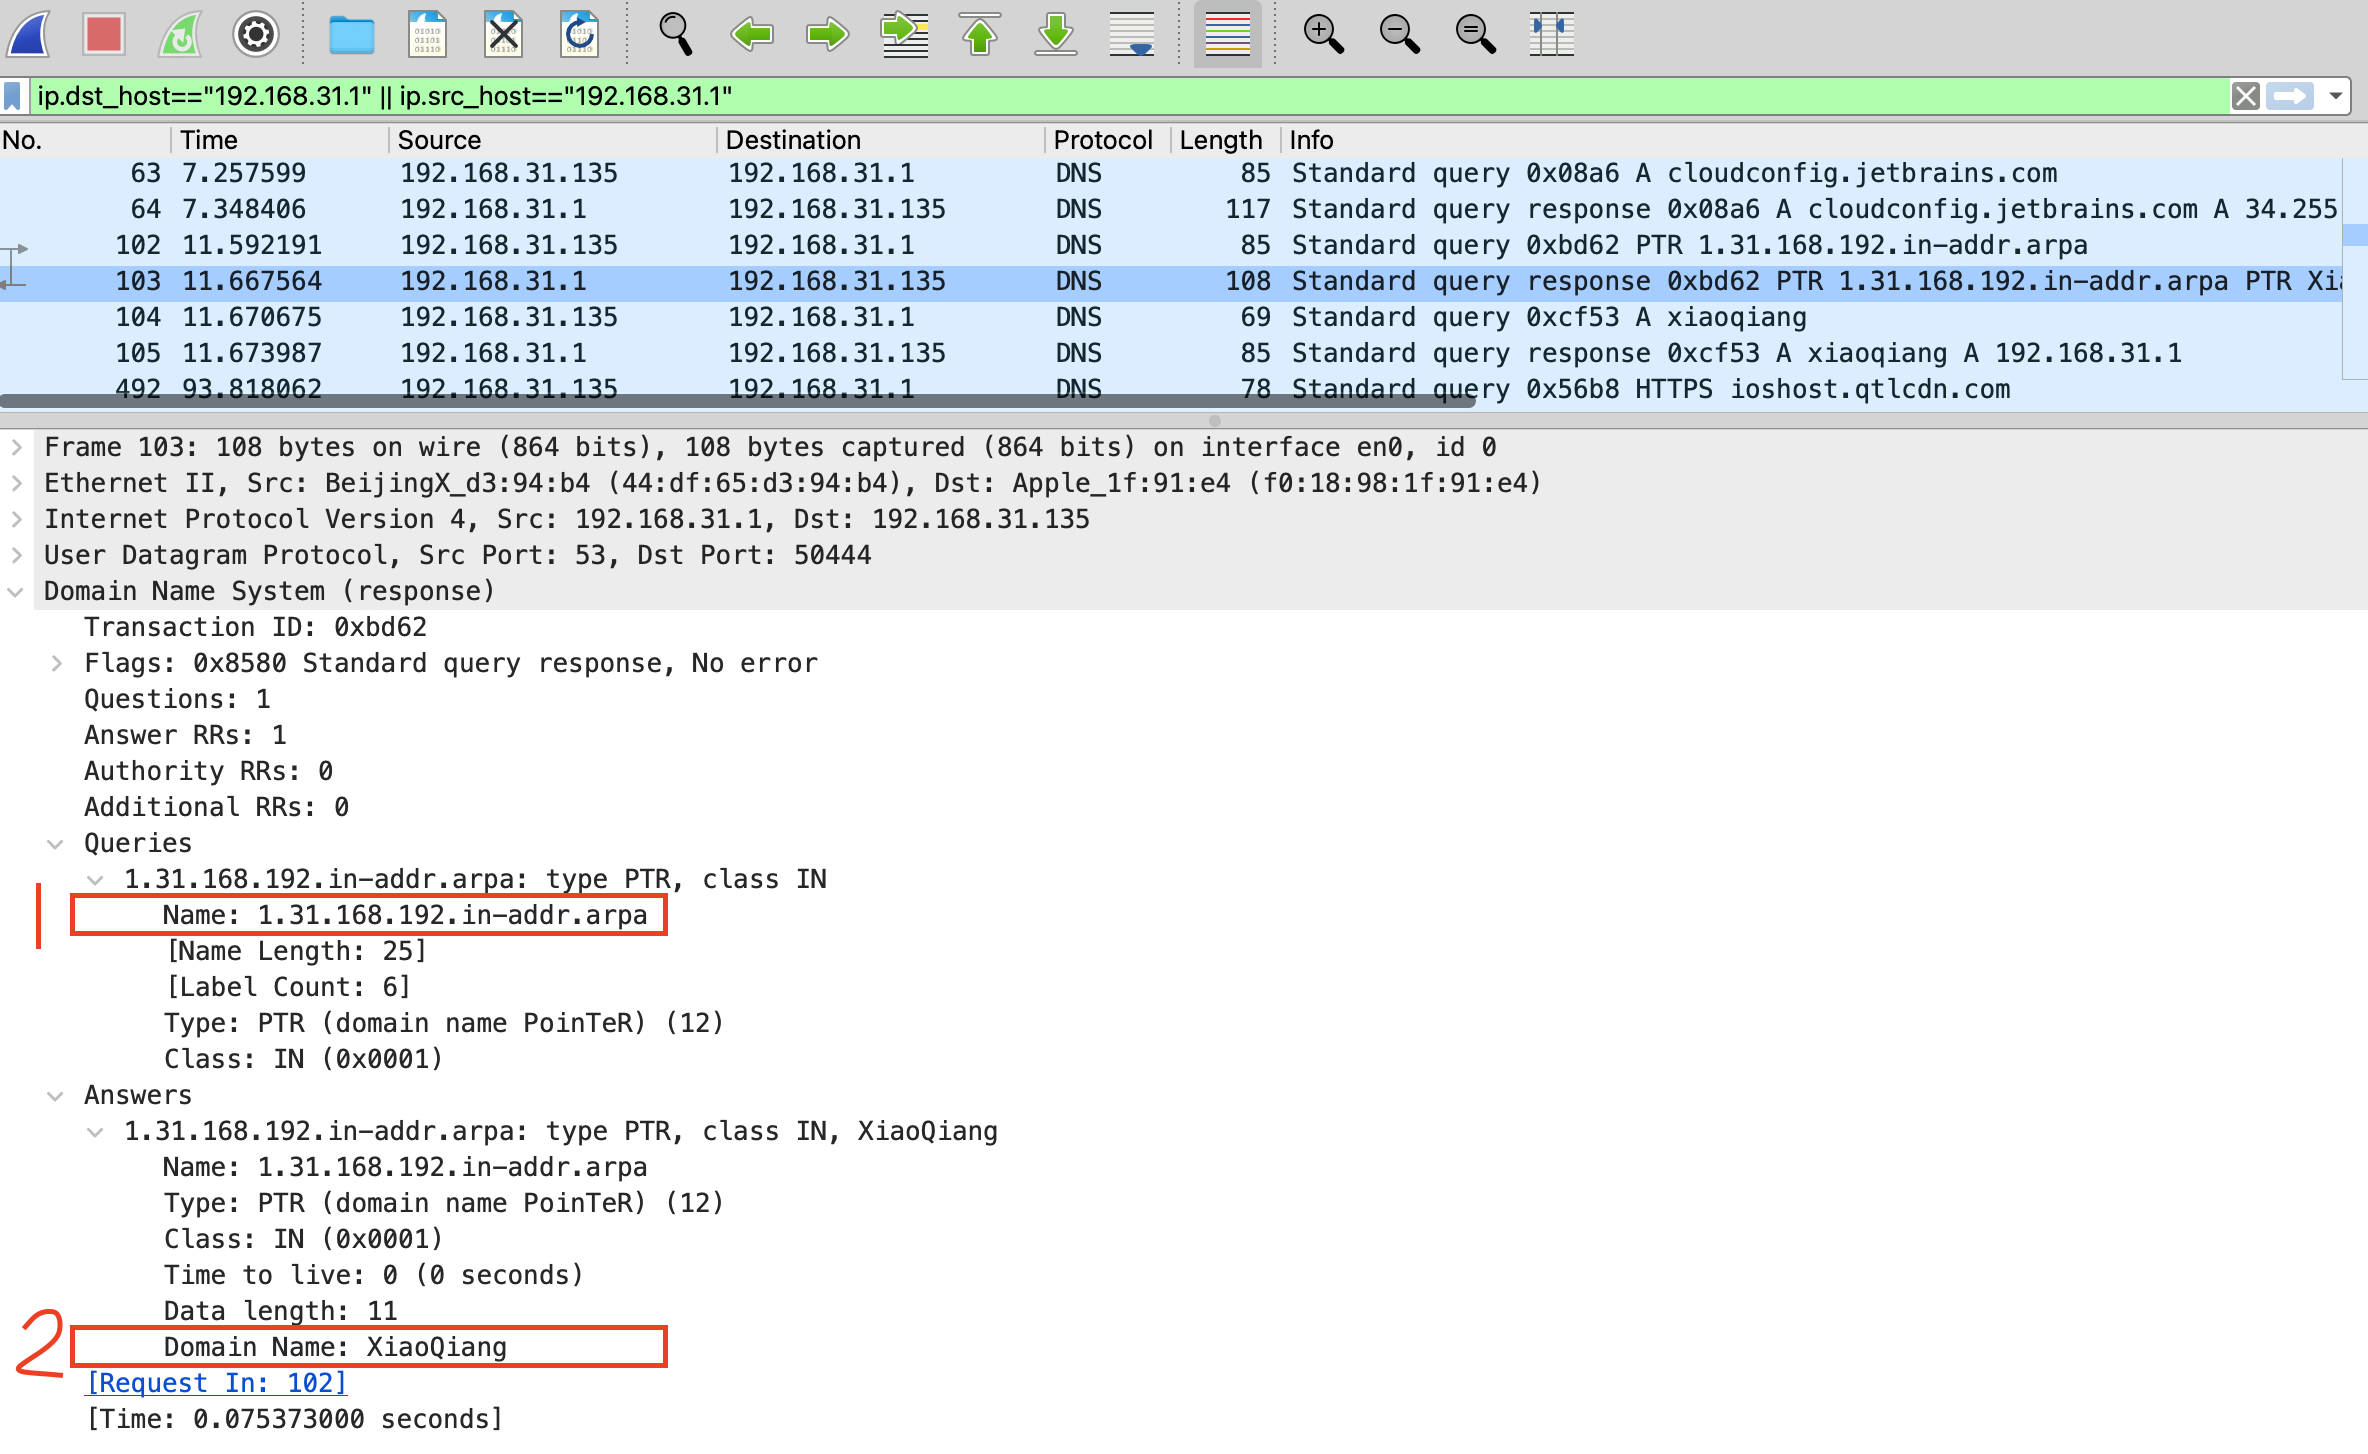 ip.dst_host=="192.168.31.1" || ip.src_host=="192.168.31.1"
No. Time Source Destination Protocol Length Info
63 7.257599 192.168.31.135 192.168.31.1 DNS 85 Standard query 0x08a6 A cloudconfig.jetbrains.com
64 7.348406 192.168.31.1 192.168.31.135 DNS 117 Standard query response 0x08a6 A cloudconfig.jetbrains.com A 34.255
102 11.592191 192.168.31.135 192.168.31.1 DNS 85 Standard query 0xbd62 PTR 1.31.168.192.in-addr.arpa
103 11.667564 192.168.31.1 192.168.31.135 DNS 108 Standard query response 0xbd62 PTR 1.31.168.192.in-addr.arpa PTR Xi
104 11.670675 192.168.31.135 192.168.31.1 DNS 69 Standard query 0xcf53 A xiaoqiang
105 11.673987 192.168.31.1 192.168.31.135 DNS 85 Standard query response 0xcf53 A xiaoqiang A 192.168.31.1
492 93.818062 192.168.31.135 192.168.31.1 DNS 78 Standard query 0x56b8 HTTPS ioshost.qtlcdn.com
Frame 103: 108 bytes on wire (864 bits), 108 bytes captured (864 bits) on interface en0, id 0
Ethernet II, Src: BeijingX_d3:94:b4 (44:df:65:d3:94:b4), Dst: Apple_1f:91:e4 (f0:18:98:1f:91:e4)
Internet Protocol Version 4, Src: 192.168.31.1, Dst: 192.168.31.135
User Datagram Protocol, Src Port: 53, Dst Port: 50444
Domain Name System (response)
Transaction ID: 0xbd62
Flags: 0x8580 Standard query response, No error
Questions: 1
Answer RRs: 1
Authority RRs: 0
Additional RRs: 0
Queries
1.31.168.192.in-addr.arpa: type PTR, class IN
1 Name: 1.31.168.192.in-addr.arpa
[Name Length: 25]
[Label Count: 6]
Type: PTR (domain name PoinTeR) (12)
Class: IN (0x0001)
Answers
1.31.168.192.in-addr.arpa: type PTR, class IN, XiaoQiang
Name: 1.31.168.192.in-addr.arpa
Type: PTR (domain name PoinTeR) (12)
Class: IN (0x0001)
Time to live: 0 (0 seconds)
Data length: 11
2 Domain Name: XiaoQiang
[Request In: 102]
[Time: 0.075373000 seconds]